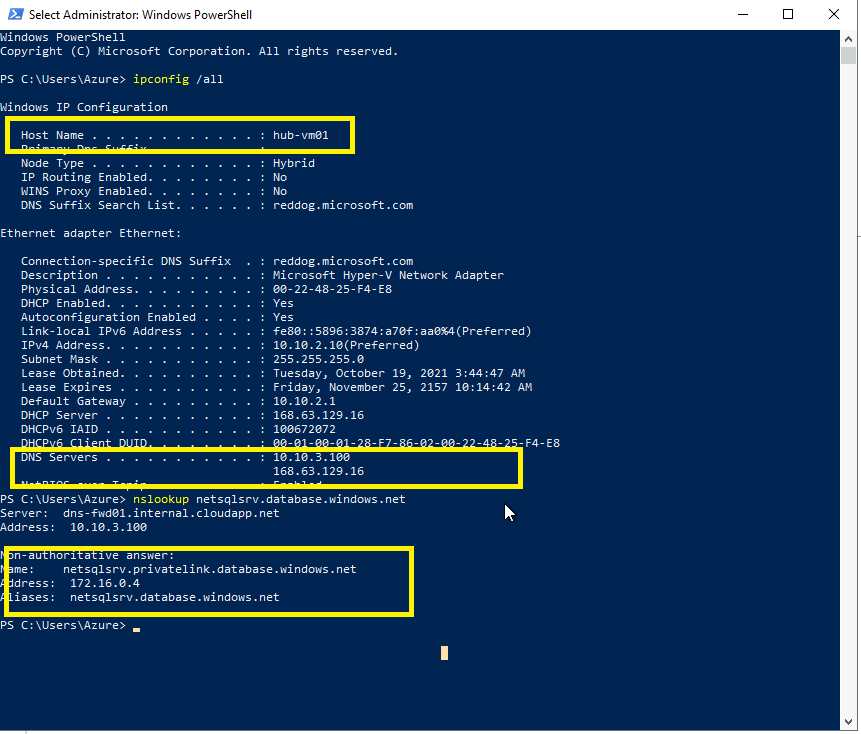 Select Administrator: Windows PowerShell
Windows PowerShell
Copyright (C) Microsoft Corporation. All rights reserved.
PS C:\Users\Azure> ipconfig /all
Windows IP Configuration
Host Name . . . . . . . . . . . . : hub-vm01
Primary Dns Suffix . . . . . . . :
Node Type . . . . . . . . . . . . : Hybrid
IP Routing Enabled. . . . . . . . : No
WINS Proxy Enabled. . . . . . . . : No
DNS Suffix Search List. . . . . . : reddog.microsoft.com
Ethernet adapter Ethernet:
Connection-specific DNS Suffix  . : reddog.microsoft.com
Description . . . . . . . . . . . : Microsoft Hyper-V Network Adapter
Physical Address. . . . . . . . . : 00-22-48-25-F4-E8
DHCP Enabled. . . . . . . . . . . : Yes
Autoconfiguration Enabled . . . . : Yes
Link-local IPv6 Address . . . . . : fe80::5896:3874:a70f:aa0%4(Preferred)
IPv4 Address. . . . . . . . . . . : 10.10.2.10(Preferred)
Subnet Mask . . . . . . . . . . . : 255.255.255.0
Lease Obtained. . . . . . . . . . : Tuesday, October 19, 2021 3:44:47 AM
Lease Expires . . . . . . . . . . : Friday, November 25, 2157 10:14:42 AM
Default Gateway . . . . . . . . . : 10.10.2.1
DHCP Server . . . . . . . . . . . : 168.63.129.16
DHCPv6 IAID . . . . . . . . . . . : 100672072
DHCPv6 Client DUID. . . . . . . . : 00-01-00-01-28-F7-86-02-00-22-48-25-F4-E8
DNS Servers . . . . . . . . . . . : 10.10.3.100
168.63.129.16
NetBIOS over Tcpip. . . . . . . . : Enabled
PS C:\Users\Azure> nslookup netsqlsrv.database.windows.net
Server:  dns-fwd01.internal.cloudapp.net
Address:  10.10.3.100
Non-authoritative answer:
Name:    netsqlsrv.privatelink.database.windows.net
Address:  172.16.0.4
Aliases:  netsqlsrv.database.windows.net
PS C:\Users\Azure>